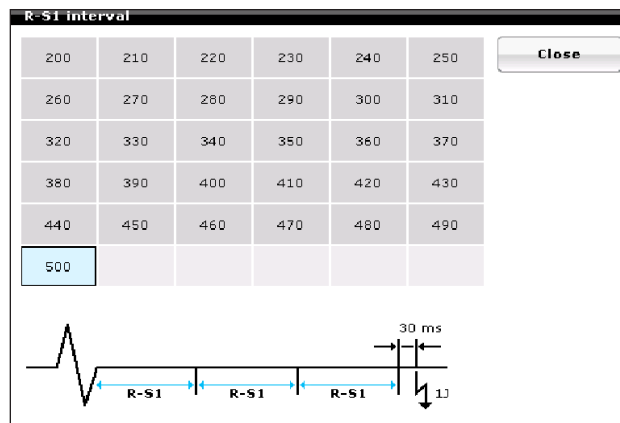 R-S1 interval
200 210 220 230 240 250 Close
260 270 280 290 300 310
320 330 340 350 360 370
380 390 400 410 420 430
440 450 460 470 480 490
500
30 ms
R-S1 R-S1 R-S1 1J